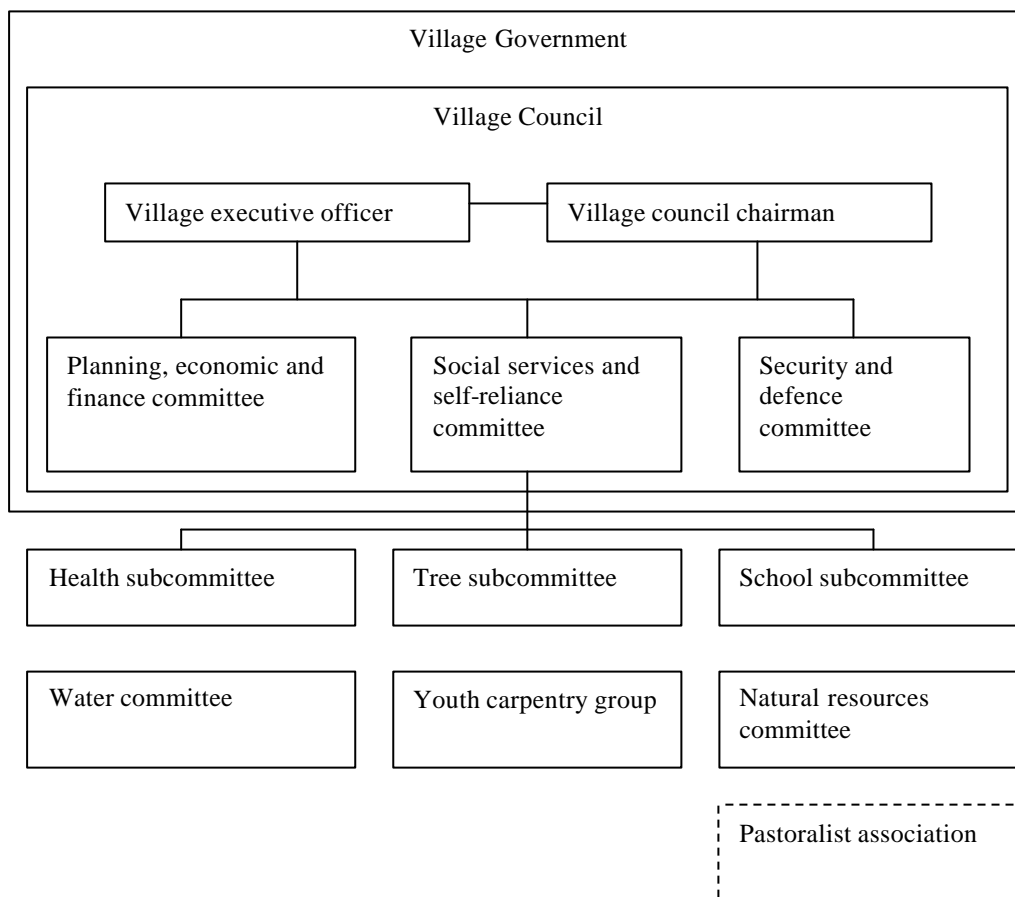 Village Government
Village Council
Village executive officer
Village council chairman
Planning, economic and
finance committee
Social services and
self-reliance
committee
Security and
defence
committee
Health subcommittee
Tree subcommittee
School subcommittee
Water committee
Youth carpentry group
Natural resources
committee
Pastoralist association